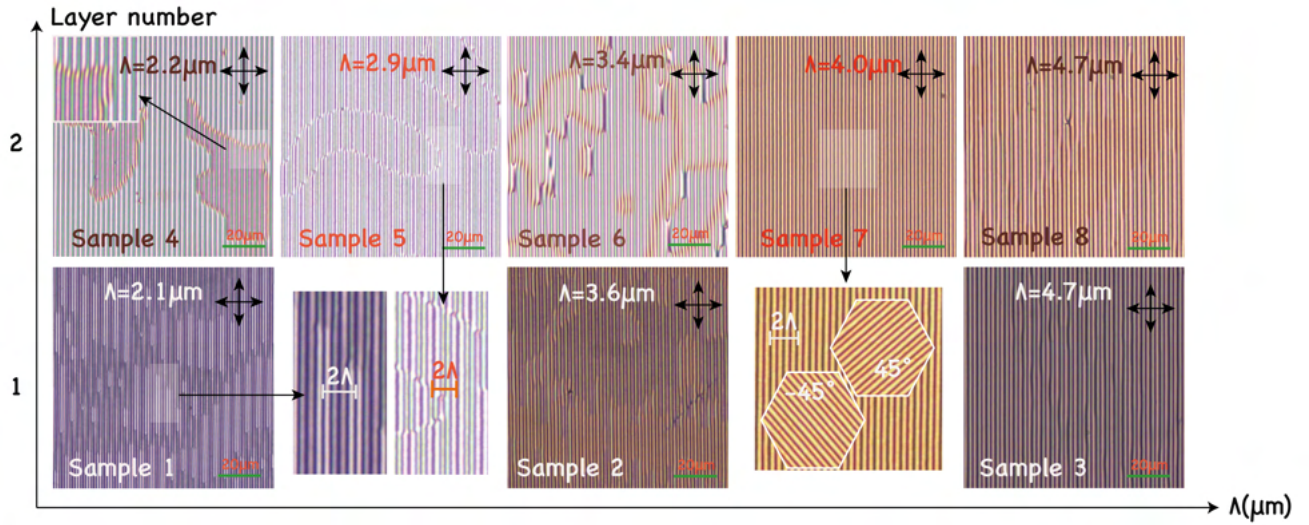 Layer number
2
Λ=2.2μm
Sample 4
20μm
Λ=2.9μm
Sample 5
20μm
Λ=3.4μm
Sample 6
20μm
Λ=4.0μm
Sample 7
20μm
Λ=4.7μm
Sample 8
20μm
1
Λ=2.1μm
Sample 1
20μm
2Λ
2Λ
Λ=3.6μm
Sample 2
20μm
2Λ
45°
-45°
Λ=4.7μm
Sample 3
20μm
Λ(μm)